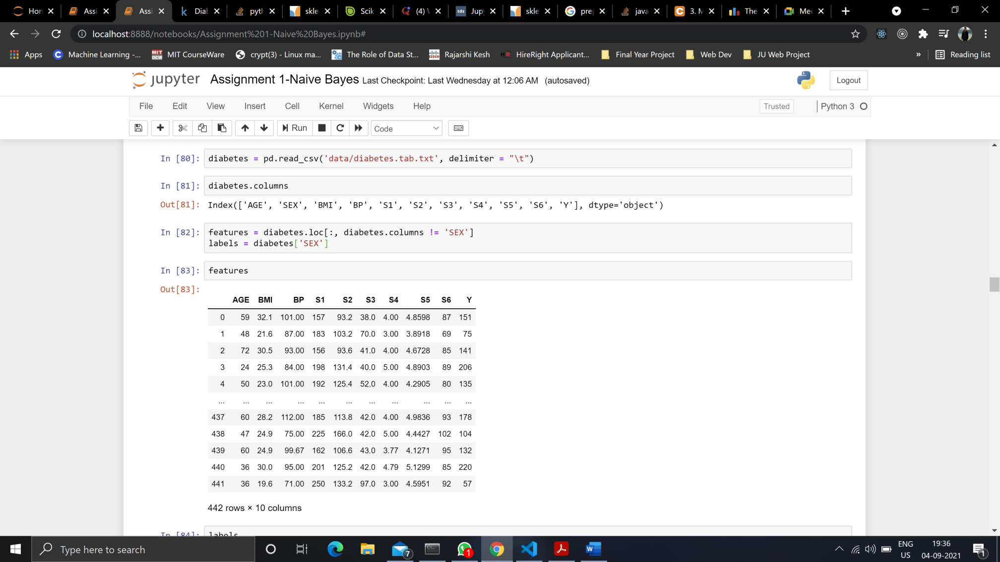 Hor Assi Assi Diab pyth skle Scik (4) V Jup skle prep java 3. M The Mee
localhost:8888/notebooks/Assignment%201-Naive%20Bayes.ipynb#
Apps Machine Learning -... MIT CourseWare crypt(3) - Linux ma... The Role of Data St... Rajarshi Kesh HireRight Applicant... Final Year Project Web Dev JU Web Project » Reading list
jupyter Assignment 1-Naive Bayes Last Checkpoint: Last Wednesday at 12:06 AM (autosaved) Logout
File Edit View Insert Cell Kernel Widgets Help Trusted Python 3
Run Code
In [80]: diabetes = pd.read_csv('data/diabetes.tab.txt', delimiter = "\t")
In [81]: diabetes.columns
Out[81]: Index(['AGE', 'SEX', 'BMI', 'BP', 'S1', 'S2', 'S3', 'S4', 'S5', 'S6', 'Y'], dtype='object')
In [82]: features = diabetes.loc[:, diabetes.columns != 'SEX']
labels = diabetes['SEX']
In [83]: features
Out[83]:
AGE BMI BP S1 S2 S3 S4 S5 S6 Y
0 59 32.1 101.00 157 93.2 38.0 4.00 4.8598 87 151
1 48 21.6 87.00 183 103.2 70.0 3.00 3.8918 69 75
2 72 30.5 93.00 156 93.6 41.0 4.00 4.6728 85 141
3 24 25.3 84.00 198 131.4 40.0 5.00 4.8903 89 206
4 50 23.0 101.00 192 125.4 52.0 4.00 4.2905 80 135
... ... ... ... ... ... ... ... ... ... ...
437 60 28.2 112.00 185 113.8 42.0 4.00 4.9836 93 178
438 47 24.9 75.00 225 166.0 42.0 5.00 4.4427 102 104
439 60 24.9 99.67 162 106.6 43.0 3.77 4.1271 95 132
440 36 30.0 95.00 201 125.2 42.0 4.79 5.1299 85 220
441 36 19.6 71.00 250 133.2 97.0 3.00 4.5951 92 57
442 rows × 10 columns
In [84]: labels
Type here to search 7 1 ENG 19:36
US 04-09-2021 1